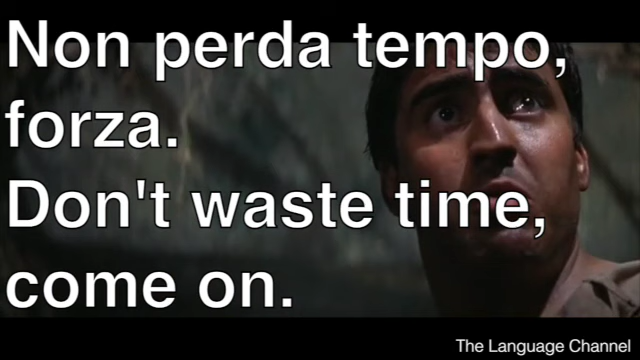 Non perda tempo,
forza.
Don't waste time,
come on.
The Language Channel